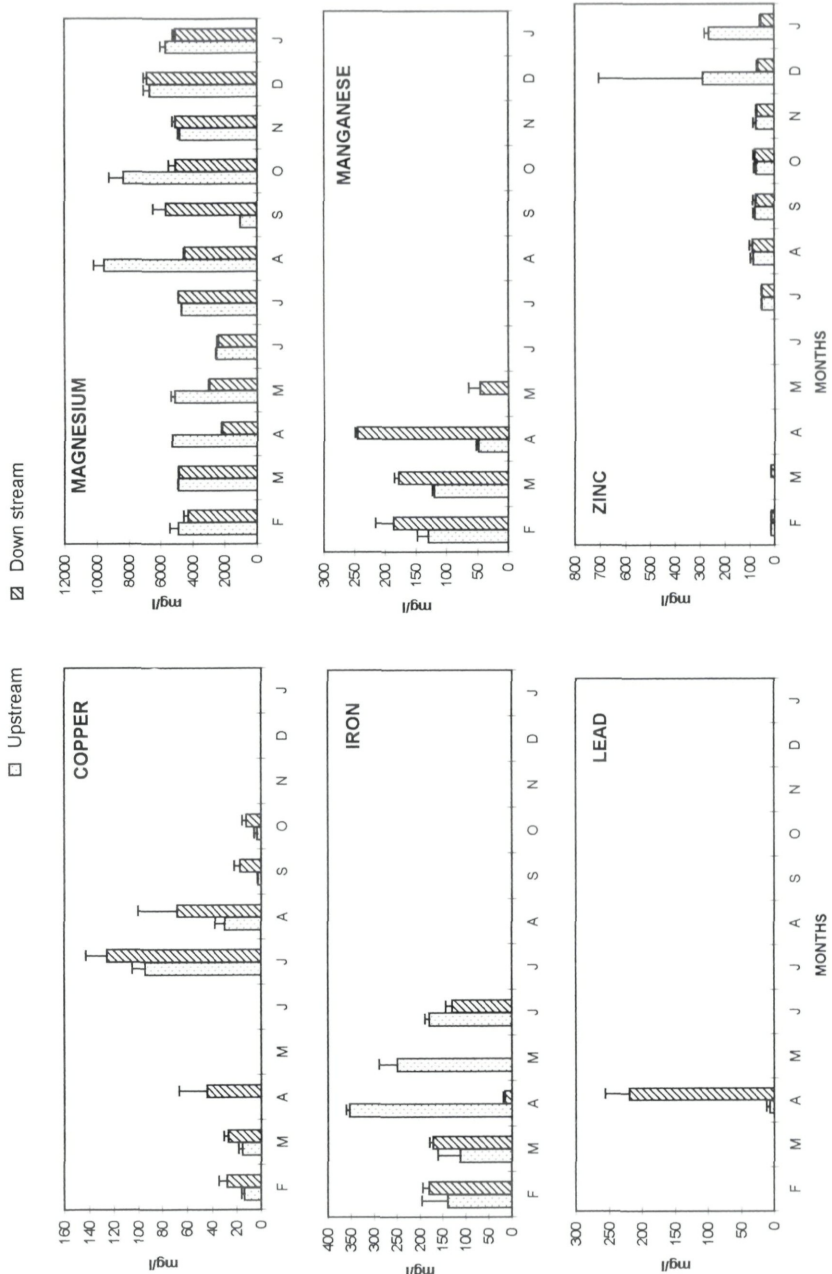 Upstream
Down stream
COPPER
mg/l
160
140
120
100
80
60
40
20
0
F M A M J J A S O N D J
MAGNESIUM
mg/l
12000
10000
8000
6000
4000
2000
0
F M A M J J A S O N D J
IRON
mg/l
400
350
300
250
200
150
100
50
0
F M A M J J A S O N D J
MANGANESE
mg/l
300
250
200
150
100
50
0
F M A M J J A S O N D J
LEAD
mg/l
300
250
200
150
100
50
0
F M A M J J A S O N D J
MONTHS
ZINC
mg/l
800
700
600
500
400
300
200
100
0
F M A M J J A S O N D J
MONTHS